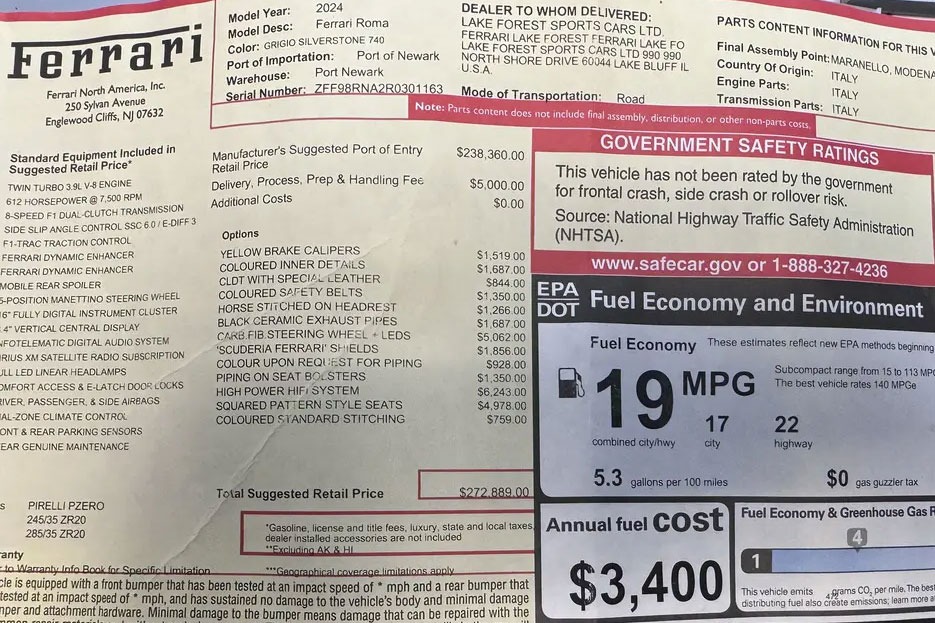 Ferrari
Ferrari North America, Inc.
250 Sylvan Avenue
Englewood Cliffs, NJ 07632
Model Year: 2024
Model Desc: Ferrari Roma
Color: GRIGIO SILVERSTONE 740
Port of Importation: Port of Newark
Warehouse: Port Newark
Serial Number: ZFF98RNA2R0301163
DEALER TO WHOM DELIVERED:
LAKE FOREST SPORTS CARS LTD.
FERRARI LAKE FOREST FERRARI LAKE FO
LAKE FOREST SPORTS CARS LTD 990 990
NORTH SHORE DRIVE 60044 LAKE BLUFF IL
U.S.A.
Mode of Transportation: Road
PARTS CONTENT INFORMATION FOR THIS V
Final Assembly Point: MARANELLO, MODENA
Country Of Origin: ITALY
Engine Parts: ITALY
Transmission Parts: ITALY
Note: Parts content does not include final assembly, distribution, or other non-parts costs.
Standard Equipment Included in
Suggested Retail Price*
TWIN TURBO 3.9L V-8 ENGINE
612 HORSEPOWER @ 7,500 RPM
8-SPEED F1 DUAL-CLUTCH TRANSMISSION
SIDE SLIP ANGLE CONTROL SSC 6.0 / E-DIFF 3
F1-TRAC TRACTION CONTROL
FERRARI DYNAMIC ENHANCER
FERRARI DYNAMIC ENHANCER
MOBILE REAR SPOILER
5-POSITION MANETTINO STEERING WHEEL
16" FULLY DIGITAL INSTRUMENT CLUSTER
4" VERTICAL CENTRAL DISPLAY
NFOTELEMATIC DIGITAL AUDIO SYSTEM
RIUS XM SATELLITE RADIO SUBSCRIPTION
LL LED LINEAR HEADLAMPS
OMFORT ACCESS & E-LATCH DOOR LOCKS
IVER, PASSENGER, & SIDE AIRBAGS
AL-ZONE CLIMATE CONTROL
ONT & REAR PARKING SENSORS
EAR GENUINE MAINTENANCE
s PIRELLI PZERO
245/35 ZR20
285/35 ZR20
ranty
r to Warranty Info Book for Specific Limitation
Manufacturer's Suggested Port of Entry
Retail Price $238,360.00
Delivery, Process, Prep & Handling Fee $5,000.00
Additional Costs $0.00
Options
YELLOW BRAKE CALIPERS $1,519.00
COLOURED INNER DETAILS $1,687.00
CLDT WITH SPECIAL LEATHER $844.00
COLOURED SAFETY BELTS $1,350.00
HORSE STITCHED ON HEADREST $1,266.00
BLACK CERAMIC EXHAUST PIPES $1,687.00
CARB.FIB.STEERING WHEEL + LEDS $5,062.00
'SCUDERIA FERRARI' SHIELDS $1,856.00
COLOUR UPON REQUEST FOR PIPING $928.00
PIPING ON SEAT BOLSTERS $1,350.00
HIGH POWER HIFI SYSTEM $6,243.00
SQUARED PATTERN STYLE SEATS $4,978.00
COLOURED STANDARD STITCHING $759.00
Total Suggested Retail Price $272,889.00
*Gasoline, license and title fees, luxury, state and local taxes,
dealer installed accessories are not included
**Excluding AK & HI
***Geographical coverage limitations apply
cle is equipped with a front bumper that has been tested at an impact speed of * mph and a rear bumper that
tested at an impact speed of * mph, and has sustained no damage to the vehicle's body and minimal damage
mper and attachment hardware. Minimal damage to the bumper means damage that can be repaired with the
GOVERNMENT SAFETY RATINGS
This vehicle has not been rated by the government
for frontal crash, side crash or rollover risk.
Source: National Highway Traffic Safety Administration
(NHTSA).
www.safecar.gov or 1-888-327-4236
EPA
DOT
Fuel Economy and Environment
Fuel Economy These estimates reflect new EPA methods beginning
19 MPG
Subcompact range from 15 to 113 MPG
The best vehicle rates 140 MPGe
17 22
combined city/hwy city highway
5.3 gallons per 100 miles $0 gas guzzler tax
Annual fuel cost
$3,400
Fuel Economy & Greenhouse Gas R
4
1
This vehicle emits grams CO2 per mile. The best
distributing fuel also create emissions; learn more a